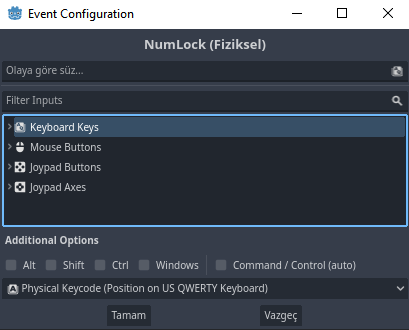 Event Configuration
NumLock (Fiziksel)
Olaya göre süz...
Filter Inputs
Keyboard Keys
Mouse Buttons
Joypad Buttons
Joypad Axes
Additional Options
Alt Shift Ctrl Windows Command / Control (auto)
Physical Keycode (Position on US QWERTY Keyboard)
Tamam Vazgeç